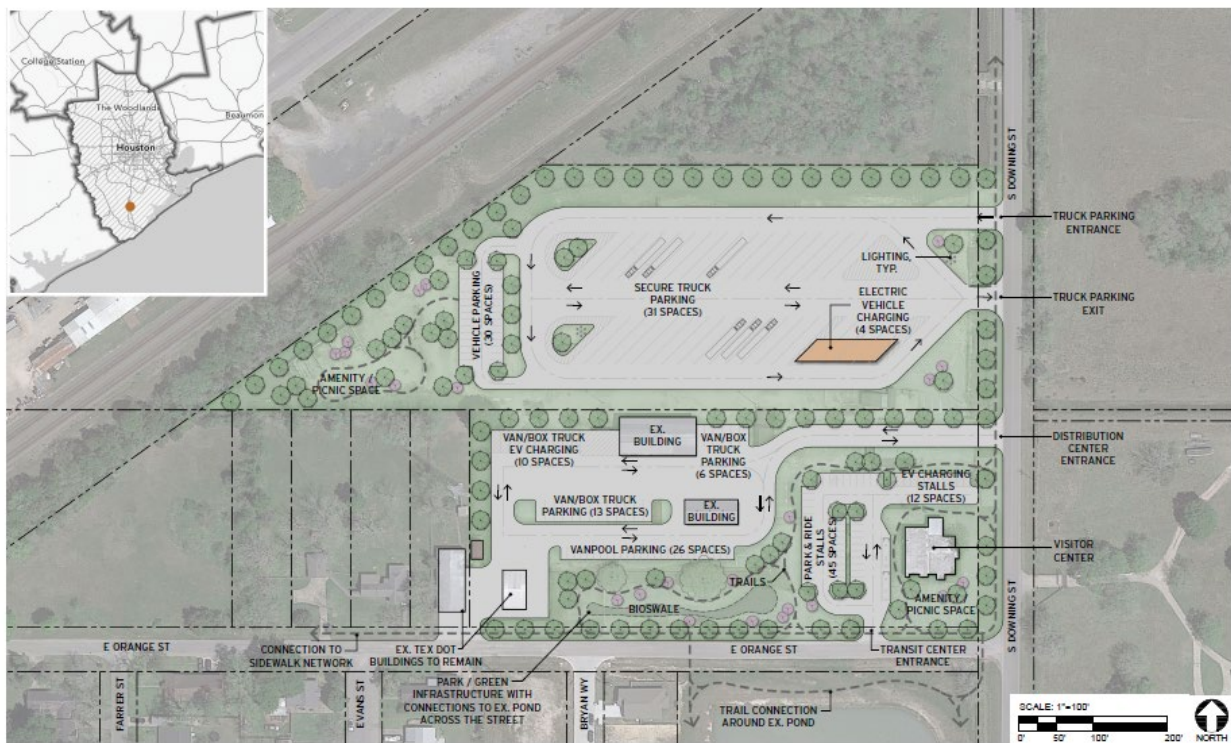 College Station
The Woodlands
Beaumon
Houston
S DOWNING ST
TRUCK PARKING
ENTRANCE
LIGHTING,
TYP.
SECURE TRUCK
PARKING
(31 SPACES)
ELECTRIC
VEHICLE
CHARGING
(4 SPACES)
TRUCK PARKING
EXIT
VEHICLE PARKING
(30 SPACES)
AMENITY /
PICNIC SPACE
VAN/BOX TRUCK
EV CHARGING
(10 SPACES)
EX.
BUILDING
VAN/BOX
TRUCK
PARKING
(6 SPACES)
DISTRIBUTION
CENTER
ENTRANCE
EV CHARGING
STALLS
(12 SPACES)
VAN/BOX TRUCK
PARKING (13 SPACES)
EX.
BUILDING
PARK & RIDE
STALLS
(45 SPACES)
VANPOOL PARKING (26 SPACES)
VISITOR
CENTER
TRAILS
BIOSWALE
AMENITY /
PICNIC SPACE
S DOWNING ST
E ORANGE ST
CONNECTION TO
SIDEWALK NETWORK
EX. TEX DOT
BUILDINGS TO
REMAIN
E ORANGE ST
TRANSIT CENTER
ENTRANCE
FARRER ST
EVANS ST
PARK / GREEN
INFRASTRUCTURE WITH
CONNECTIONS TO EX. POND
ACROSS THE STREET
BRYAN WY
TRAIL CONNECTION
AROUND EX. POND
SCALE: 1"=100'
0' 50' 100' 200'
NORTH